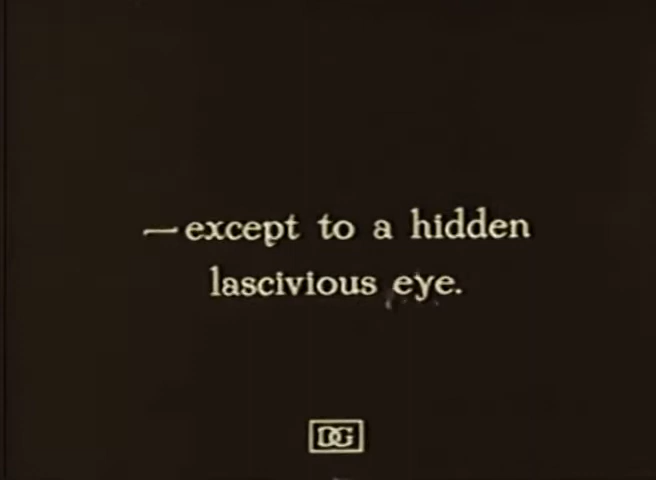 —except to a hidden
lascivious eye.
DG